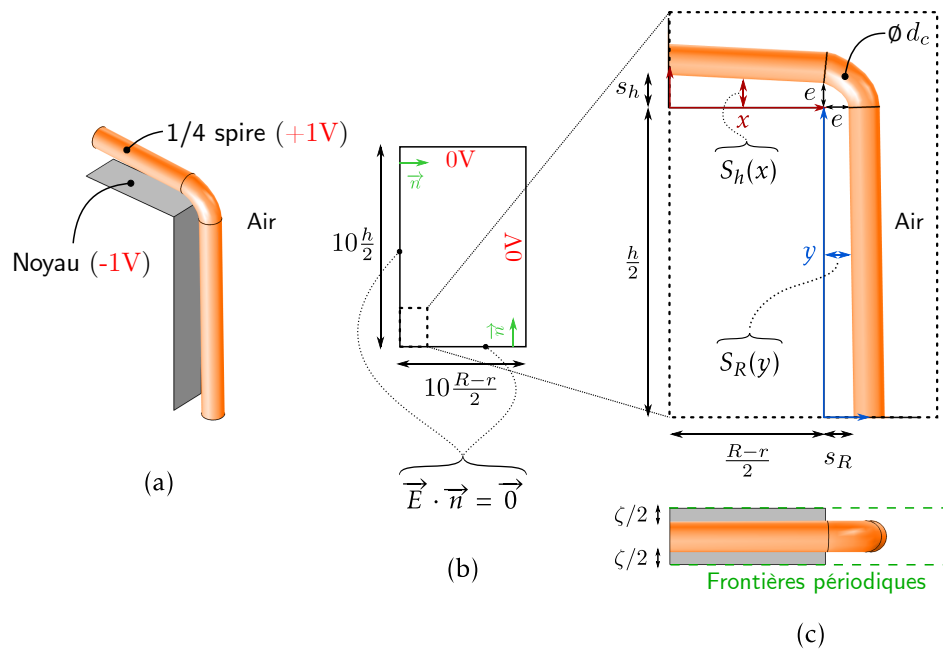 1/4 spire (+1V)
Air
Noyau (-1V)
(a)
0V
n
10 h/2
0V
n
10 R−r/2
E · n = 0
(b)
ø d_c
s_h
e
e
x
S_h(x)
h/2
y
Air
S_R(y)
R−r/2
s_R
ζ/2
ζ/2
Frontières périodiques
(c)